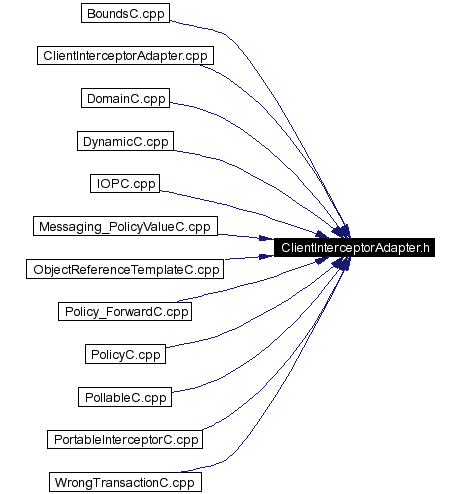 BoundsC.cpp
ClientInterceptorAdapter.cpp
DomainC.cpp
DynamicC.cpp
IOPC.cpp
Messaging_PolicyValueC.cpp
ClientInterceptorAdapter.h
ObjectReferenceTemplateC.cpp
Policy_ForwardC.cpp
PolicyC.cpp
PollableC.cpp
PortableInterceptorC.cpp
WrongTransactionC.cpp